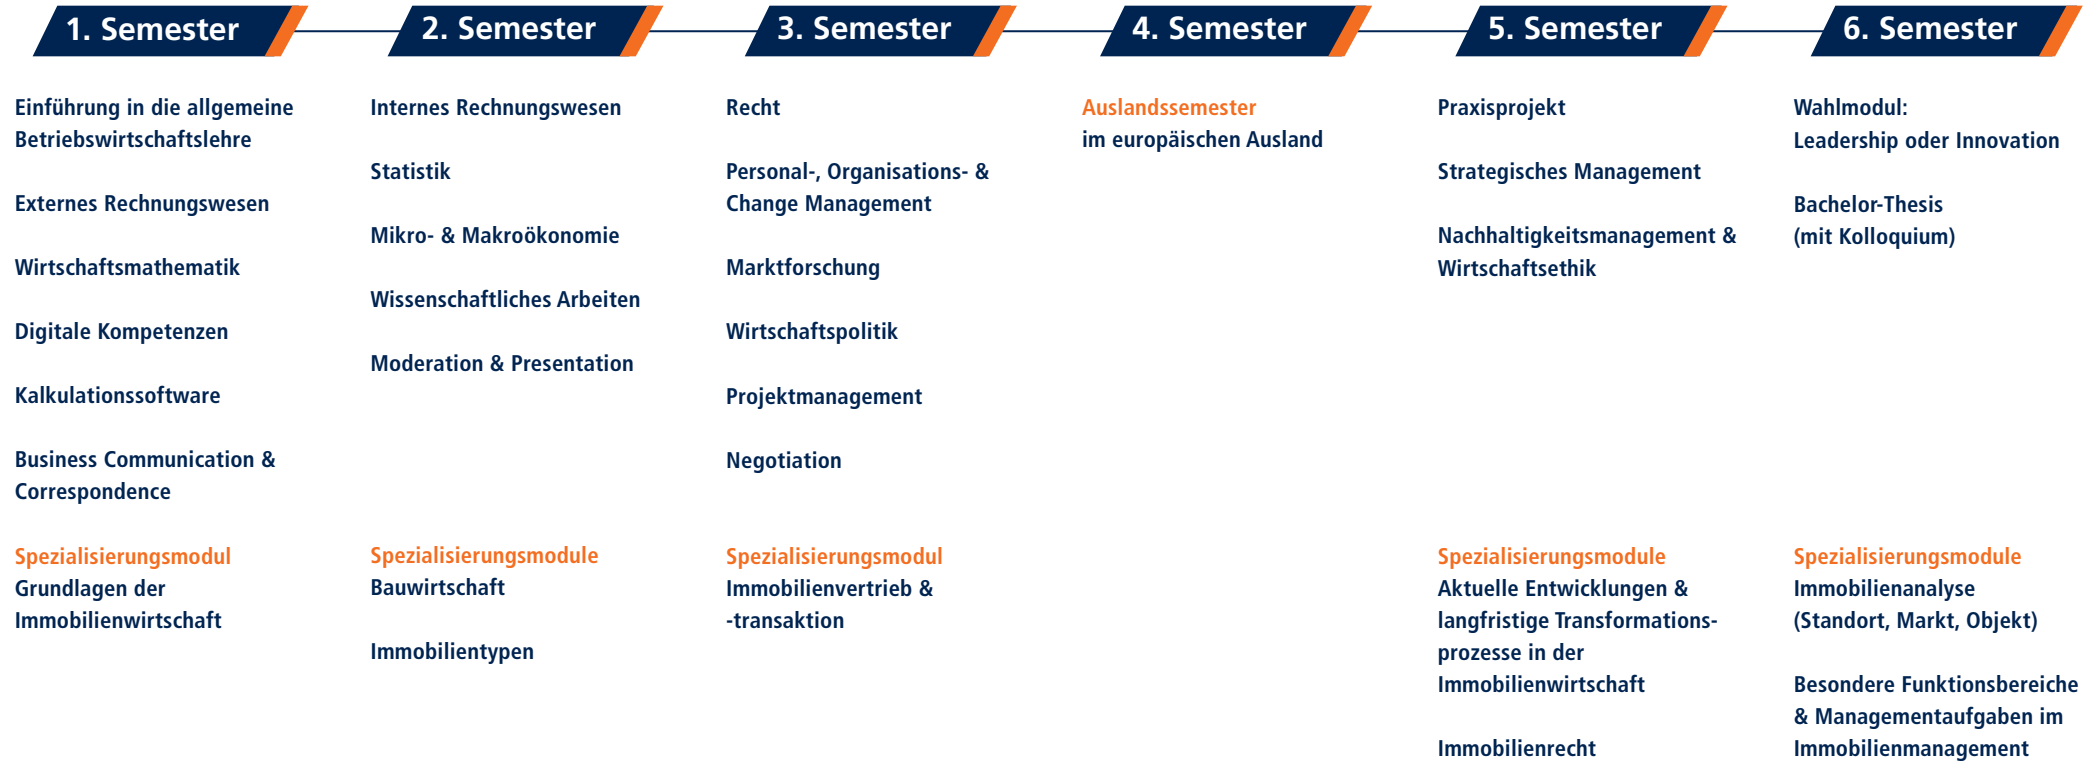 1. Semester
Einführung in die allgemeine
Betriebswirtschaftslehre
Externes Rechnungswesen
Wirtschaftsmathematik
Digitale Kompetenzen
Kalkulationssoftware
Business Communication &
Correspondence
Spezialisierungsmodul
Grundlagen der
Immobilienwirtschaft
2. Semester
Internes Rechnungswesen
Statistik
Mikro- & Makroökonomie
Wissenschaftliches Arbeiten
Moderation & Presentation
Spezialisierungsmodule
Bauwirtschaft
Immobilientypen
3. Semester
Recht
Personal-, Organisations- &
Change Management
Marktforschung
Wirtschaftspolitik
Projektmanagement
Negotiation
Spezialisierungsmodul
Immobilienvertrieb &
-transaktion
4. Semester
Auslandssemester
im europäischen Ausland
5. Semester
Praxisprojekt
Strategisches Management
Nachhaltigkeitsmanagement &
Wirtschaftsethik
Spezialisierungsmodule
Aktuelle Entwicklungen &
langfristige Transformations-
prozesse in der
Immobilienwirtschaft
Immobilienrecht
6. Semester
Wahlmodul:
Leadership oder Innovation
Bachelor-Thesis
(mit Kolloquium)
Spezialisierungsmodule
Immobilienanalyse
(Standort, Markt, Objekt)
Besondere Funktionsbereiche
& Managementaufgaben im
Immobilienmanagement